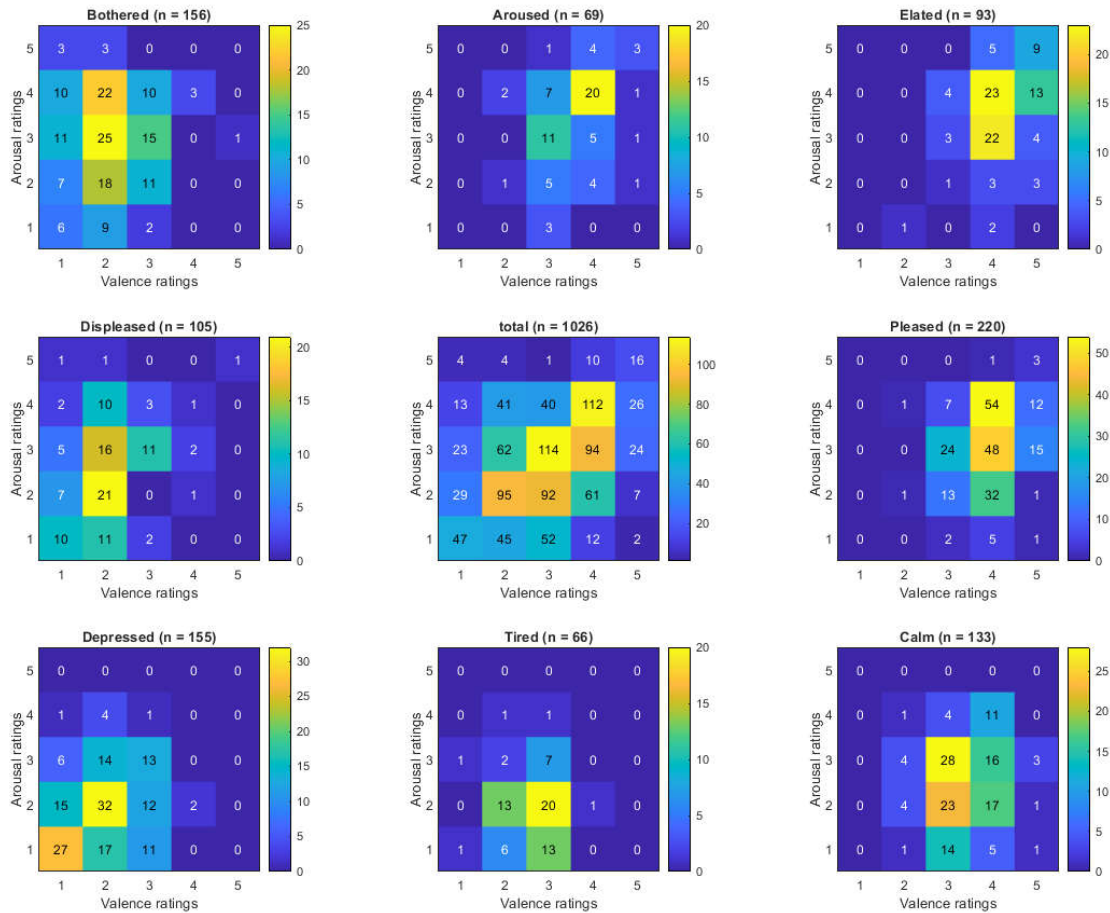 Bothered (n = 156)
5 3 3 0 0 0 25
4 10 22 10 3 0 20
3 11 25 15 0 1 15
2 7 18 11 0 0 10
1 6 9 2 0 0 5
0
1 2 3 4 5
Valence ratings
Arousal ratings
Aroused (n = 69)
5 0 0 1 4 3 20
4 0 2 7 20 1 15
3 0 0 11 5 1 10
2 0 1 5 4 1 5
1 0 0 3 0 0 0
1 2 3 4 5
Valence ratings
Arousal ratings
Elated (n = 93)
5 0 0 0 5 9 20
4 0 0 4 23 13 15
3 0 0 3 22 4 10
2 0 0 1 3 3 5
1 0 1 0 2 0 0
1 2 3 4 5
Valence ratings
Arousal ratings
Displeased (n = 105)
5 1 1 0 0 1 20
4 2 10 3 1 0 15
3 5 16 11 2 0 10
2 7 21 0 1 0 5
1 10 11 2 0 0 0
1 2 3 4 5
Valence ratings
Arousal ratings
total (n = 1026)
5 4 4 1 10 16 100
4 13 41 40 112 26 80
3 23 62 114 94 24 60
2 29 95 92 61 7 40
1 47 45 52 12 2 20
1 2 3 4 5
Valence ratings
Arousal ratings
Pleased (n = 220)
5 0 0 0 1 3 50
4 0 1 7 54 12 40
3 0 0 24 48 15 30
2 0 1 13 32 1 20
1 0 0 2 5 1 10
0
1 2 3 4 5
Valence ratings
Arousal ratings
Depressed (n = 155)
5 0 0 0 0 0 30
4 1 4 1 0 0 25
3 6 14 13 0 0 20
2 15 32 12 2 0 15
1 27 17 11 0 0 10
5
0
1 2 3 4 5
Valence ratings
Arousal ratings
Tired (n = 66)
5 0 0 0 0 0 20
4 0 1 1 0 0 15
3 1 2 7 0 0 10
2 0 13 20 1 0 5
1 1 6 13 0 0 0
1 2 3 4 5
Valence ratings
Arousal ratings
Calm (n = 133)
5 0 0 0 0 0 25
4 0 1 4 11 0 20
3 0 4 28 16 3 15
2 0 4 23 17 1 10
1 0 1 14 5 1 5
0
1 2 3 4 5
Valence ratings
Arousal ratings